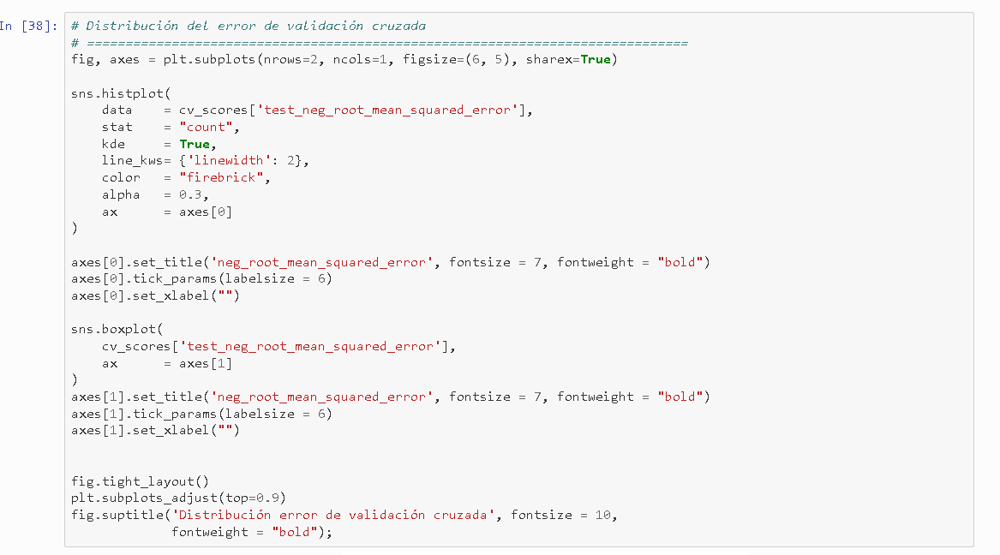 In [38]:
# Distribución del error de validación cruzada
# ==============================================================================
fig, axes = plt.subplots(nrows=2, ncols=1, figsize=(6, 5), sharex=True)
sns.histplot(
    data    = cv_scores['test_neg_root_mean_squared_error'],
    stat    = "count",
    kde     = True,
    line_kws= {'linewidth': 2},
    color   = "firebrick",
    alpha   = 0.3,
    ax      = axes[0]
)
axes[0].set_title('neg_root_mean_squared_error', fontsize = 7, fontweight = "bold")
axes[0].tick_params(labelsize = 6)
axes[0].set_xlabel("")
sns.boxplot(
    cv_scores['test_neg_root_mean_squared_error'],
    ax      = axes[1]
)
axes[1].set_title('neg_root_mean_squared_error', fontsize = 7, fontweight = "bold")
axes[1].tick_params(labelsize = 6)
axes[1].set_xlabel("")
fig.tight_layout()
plt.subplots_adjust(top=0.9)
fig.suptitle('Distribución error de validación cruzada', fontsize = 10,
             fontweight = "bold");